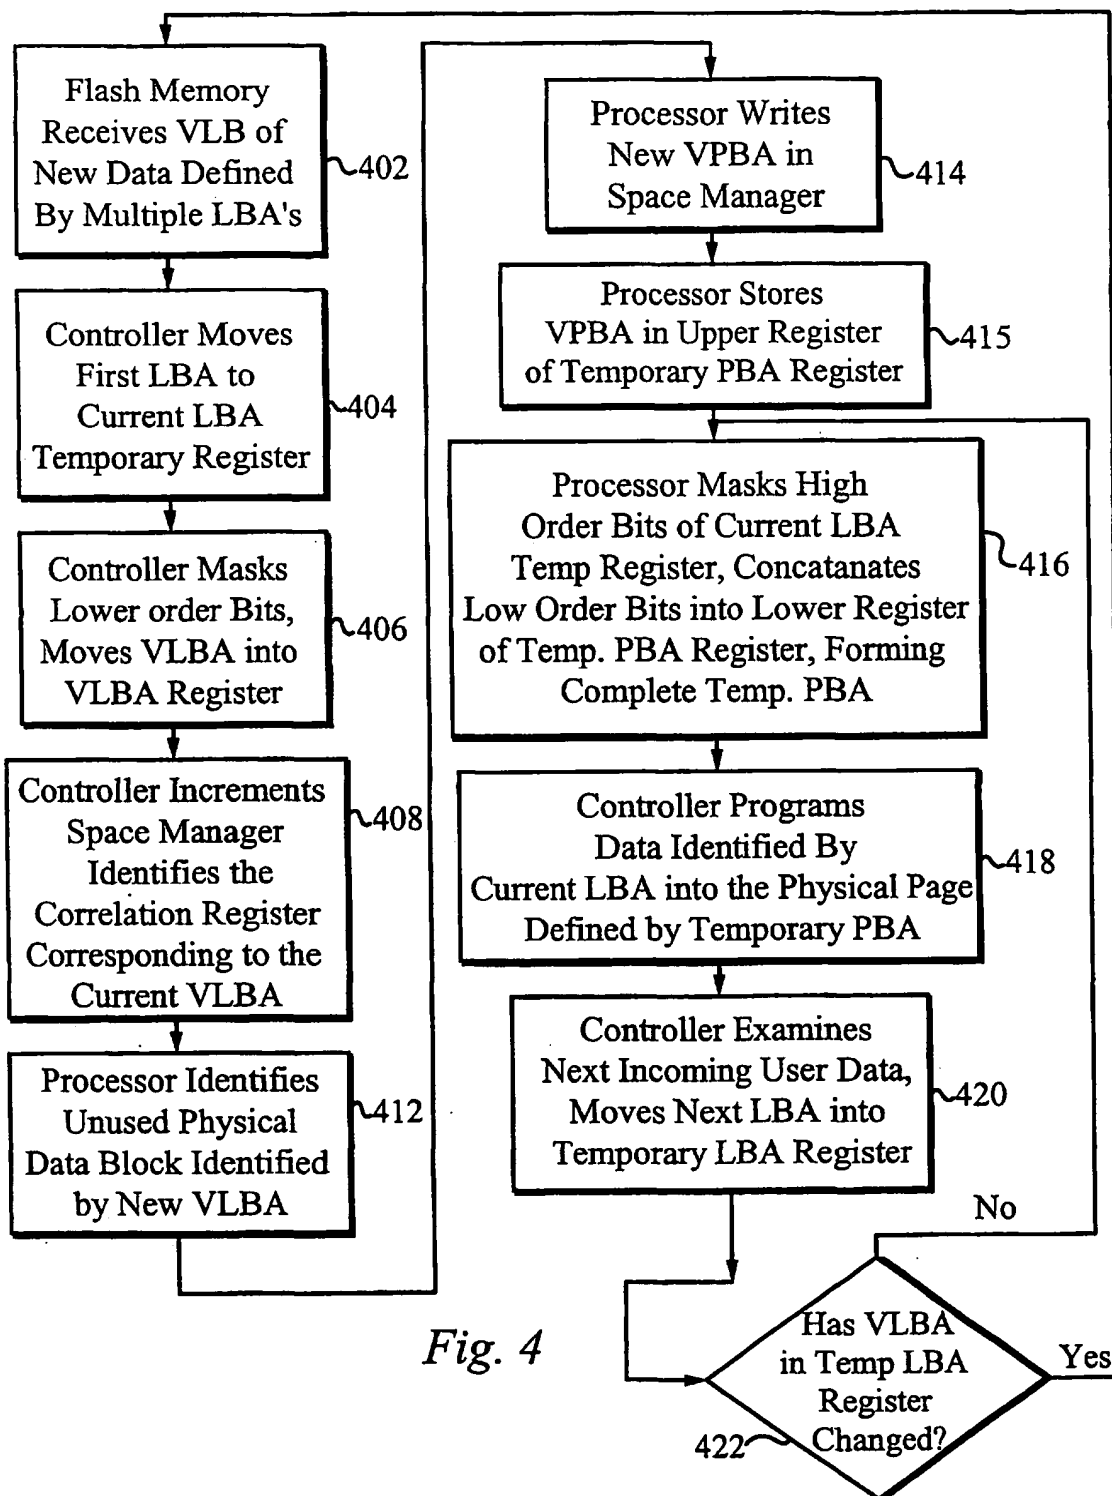 Flash Memory
Receives VLB of
New Data Defined
By Multiple LBA's
402
Controller Moves
First LBA to
Current LBA
Temporary Register
404
Controller Masks
Lower order Bits,
Moves VLBA into
VLBA Register
406
Controller Increments
Space Manager
Identifies the
Correlation Register
Corresponding to the
Current VLBA
408
Processor Identifies
Unused Physical
Data Block Identified
by New VLBA
412
Processor Writes
New VPBA in
Space Manager
414
Processor Stores
VPBA in Upper Register
of Temporary PBA Register
415
Processor Masks High
Order Bits of Current LBA
Temp Register, Concatanates
Low Order Bits into Lower Register
of Temp. PBA Register, Forming
Complete Temp. PBA
416
Controller Programs
Data Identified By
Current LBA into the Physical Page
Defined by Temporary PBA
418
Controller Examines
Next Incoming User Data,
Moves Next LBA into
Temporary LBA Register
420
No
Has VLBA
in Temp LBA
Register
Changed?
Yes
422
Fig. 4